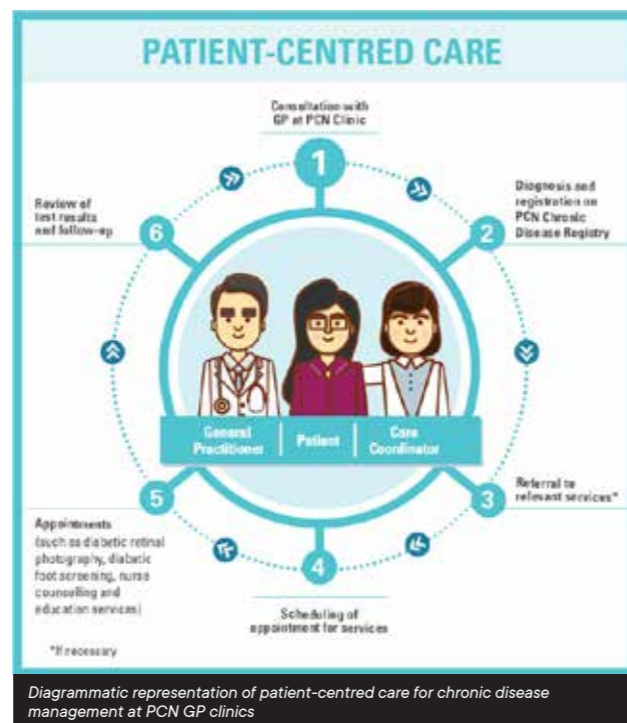 PATIENT-CENTRED CARE
Consultation with
GP at PCN Clinic
1
Diagnosis and
registration on
PCN Chronic
Disease Registry
2
Referral to
relevant services*
3
4
Scheduling of
appointment for services
5
Appointments
(such as diabetic retinal
photography, diabetic
foot screening, nurse
counselling and
education services)
Review of
test results
and follow-up
6
General
Practitioner
Patient
Care
Coordinator
*If necessary
Diagrammatic representation of patient-centred care for chronic disease
management at PCN GP clinics